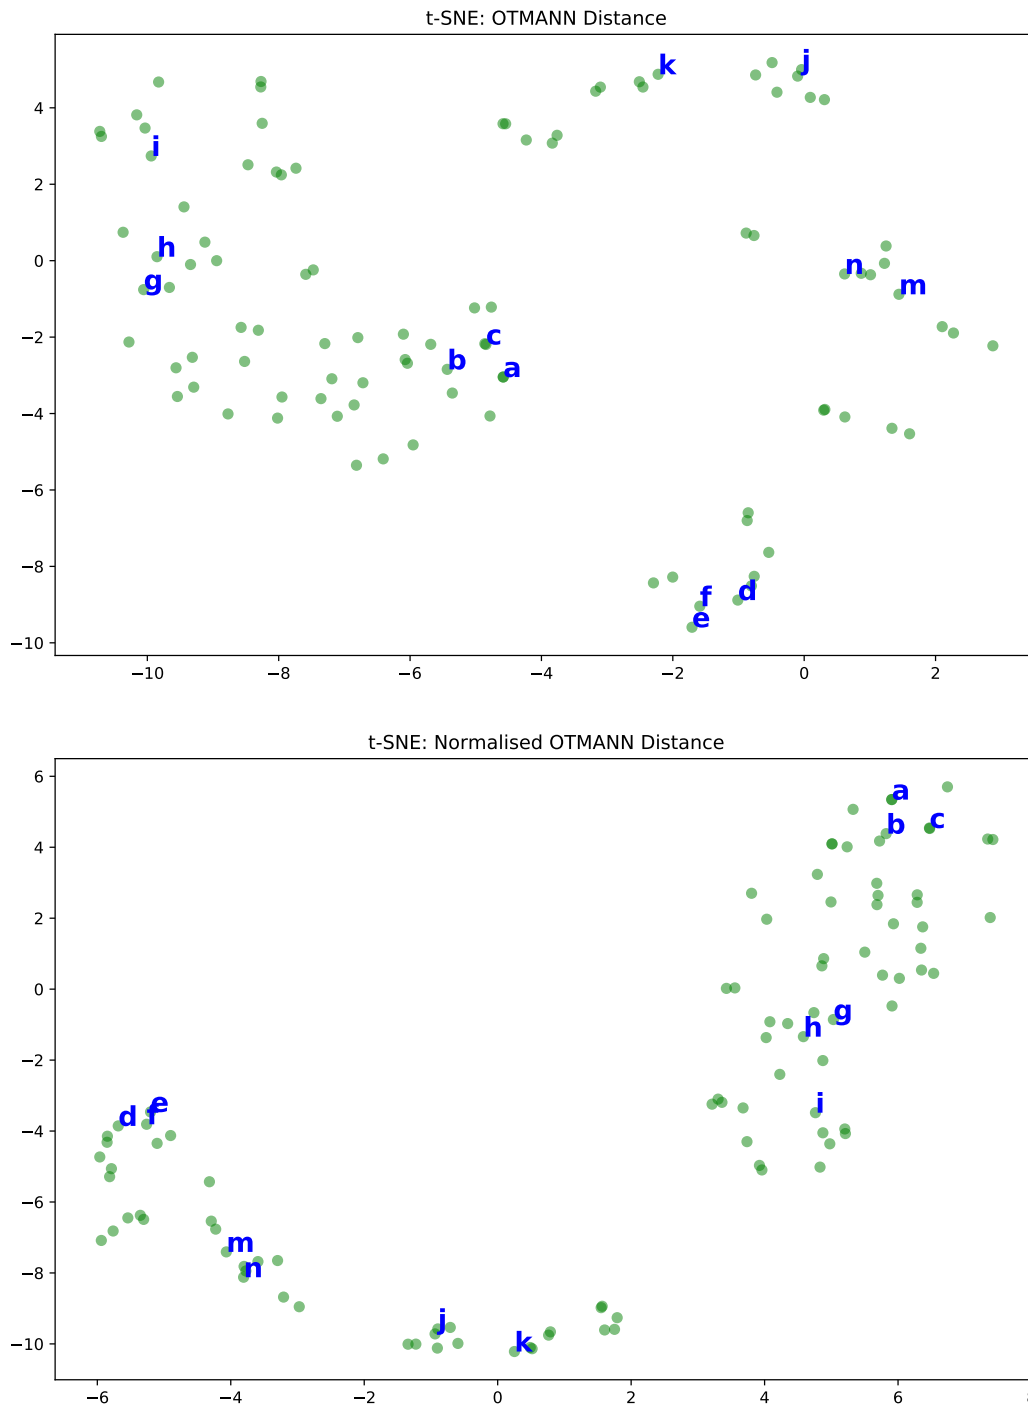 t-SNE: OTMANN Distance
k
j
4
i
2
h
0
n
g
m
−2
c
b
a
−4
−6
−8
d
f
e
−10
−10 −8 −6 −4 −2 0 2
t-SNE: Normalised OTMANN Distance
6
a
c
b
4
2
0
g
h
−2
e
i
d f
−4
−6
m
n
−8
j
k
−10
−6 −4 −2 0 2 4 6 8